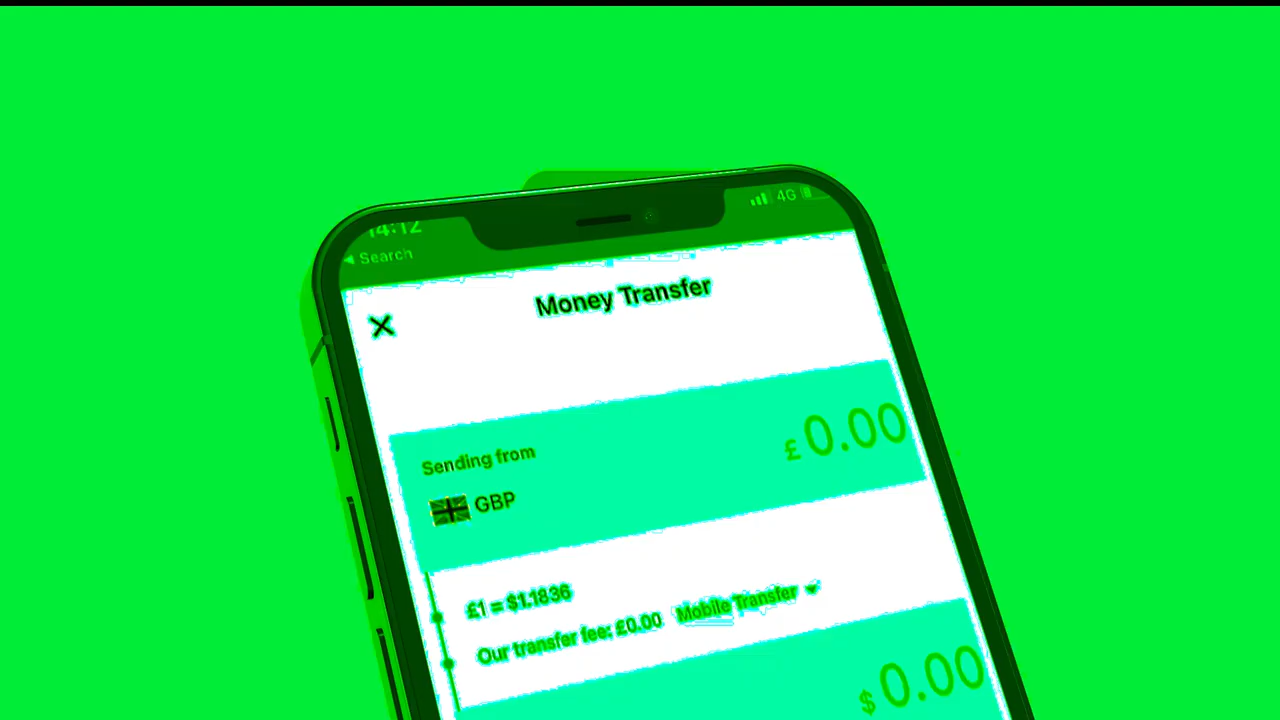 14:12
4G
◀ Search
Money Transfer
£0.00
Sending from
GBP
£1 = $1.1836
Our transfer fee: £0.00 Mobile Transfer
$0.00